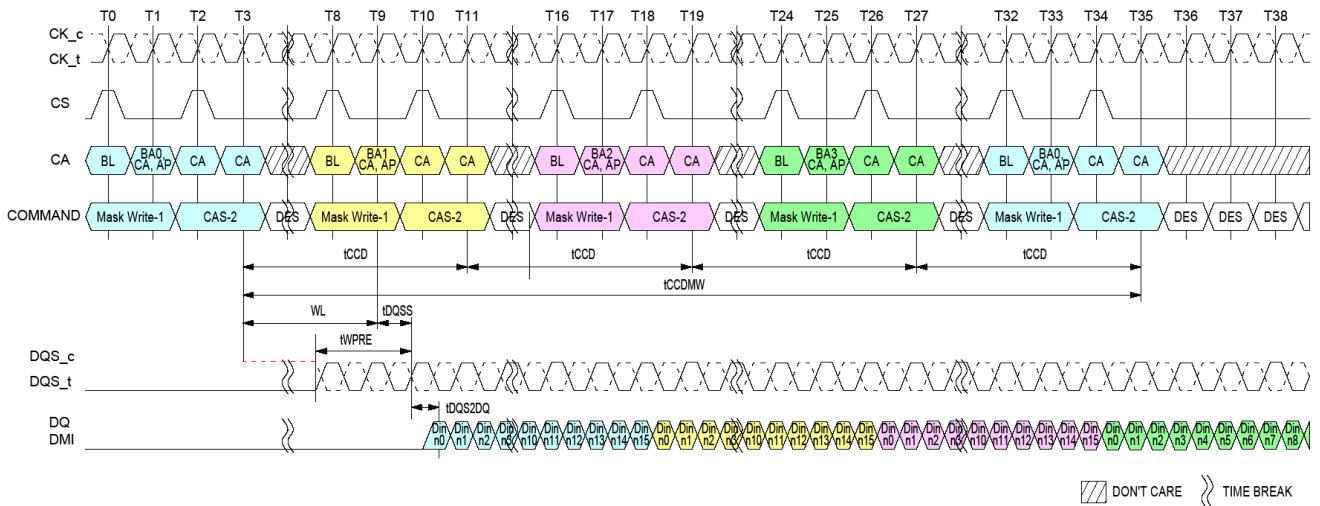 T0 T1 T2 T3 T8 T9 T10 T11 T16 T17 T18 T19 T24 T25 T26 T27 T32 T33 T34 T35 T36 T37 T38
CK_c
CK_t
CS
CA BL BA0, CA, AP CA CA BL BA1 CA, AP CA CA BL BA2 CA, AP CA CA BL BA3 CA, AP CA CA BL BA0, CA, AP CA CA
COMMAND Mask Write-1 CAS-2 DES Mask Write-1 CAS-2 DES Mask Write-1 CAS-2 DES Mask Write-1 CAS-2 DES Mask Write-1 CAS-2 DES DES DES
tCCD tCCD tCCD tCCD
tCCDMW
WL tDQSS
tWPRE
DQS_c
DQS_t
tDQS2DQ
DQ
DMI
Din n0 Din n1 Din n2 Din n3 Din n10 Din n11 Din n12 Din n13 Din n14 Din n15 Din n0 Din n1 Din n2 Din n3 Din n10 Din n11 Din n12 Din n13 Din n14 Din n15 Din n0 Din n1 Din n2 Din n3 Din n10 Din n11 Din n12 Din n13 Din n14 Din n15 Din n0 Din n1 Din n2 Din n3 Din n4 Din n5 Din n6 Din n7 Din n8
DON'T CARE TIME BREAK